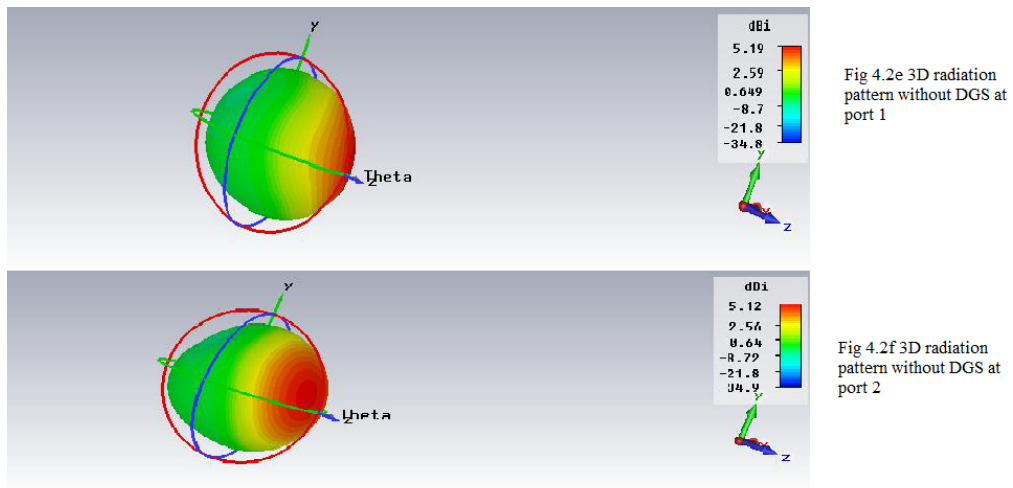 y
Theta
z
dBi
5.19
2.59
0.649
-8.7
-21.8
-34.8
y
x
z
Fig 4.2e 3D radiation
pattern without DGS at
port 1
y
Theta
z
dBi
5.12
2.56
0.64
-8.72
-21.8
y
x
z
Fig 4.2f 3D radiation
pattern without DGS at
port 2